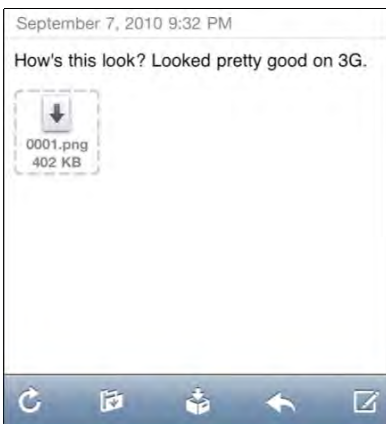 September 7, 2010 9:32 PM
How's this look? Looked pretty good on 3G.
0001.png
402 KB